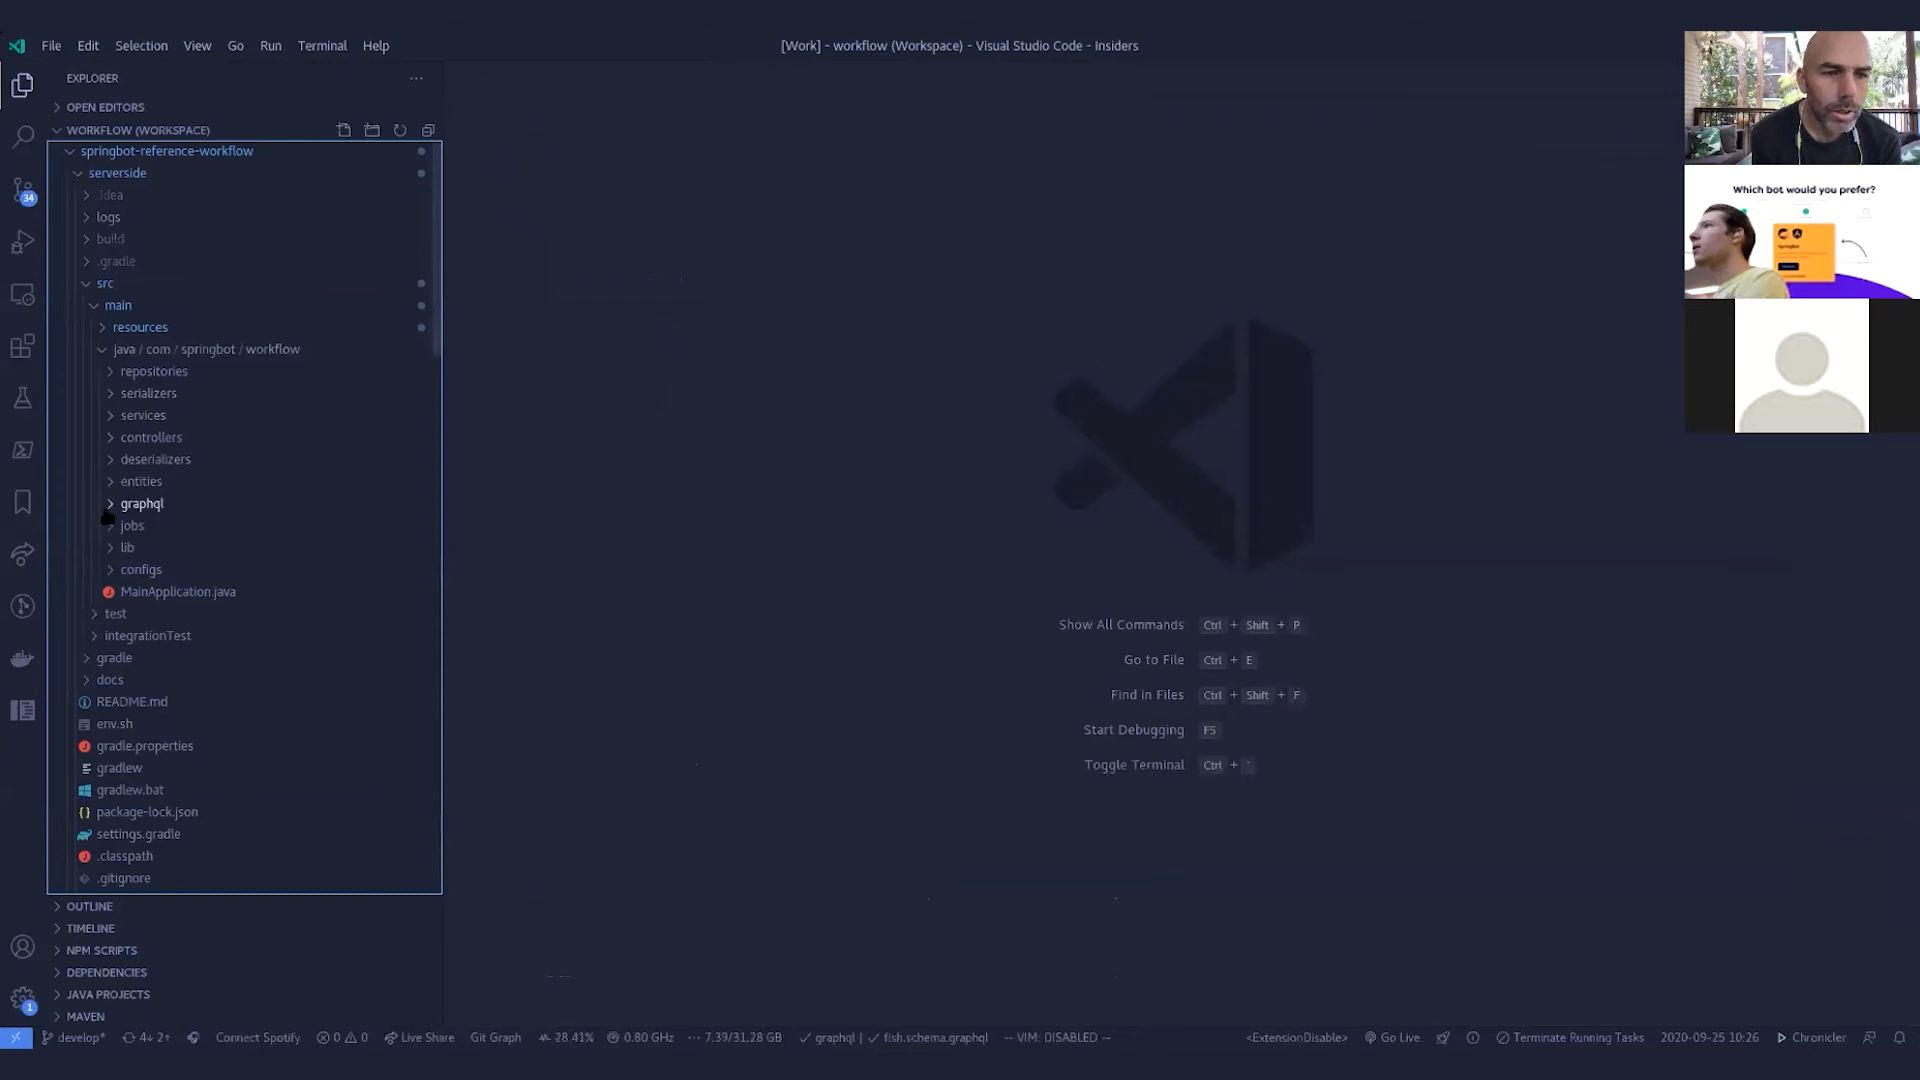 File Edit Selection View Go Run Terminal Help
[Work] - workflow (Workspace) - Visual Studio Code - Insiders
EXPLORER
OPEN EDITORS
WORKFLOW (WORKSPACE)
springbot-reference-workflow
serverside
.idea
logs
build
.gradle
src
main
resources
java / com / springbot / workflow
repositories
serializers
services
controllers
deserializers
entities
graphql
jobs
lib
configs
MainApplication.java
test
integrationTest
gradle
docs
README.md
env.sh
gradle.properties
gradlew
gradlew.bat
package-lock.json
settings.gradle
.classpath
.gitignore
OUTLINE
TIMELINE
NPM SCRIPTS
DEPENDENCIES
JAVA PROJECTS
MAVEN
34
1
Show All Commands Ctrl + Shift + P
Go to File Ctrl + E
Find in Files Ctrl + Shift + F
Start Debugging F5
Toggle Terminal Ctrl + `
Which bot would you prefer?
develop* 4↓ 2↑ Connect Spotify 0 0 Live Share Git Graph 28.41% 0.80 GHz 7.39/31.28 GB graphql | fish.schema.graphql -- VIM: DISABLED -- <ExtensionDisable> Go Live Terminate Running Tasks 2020-09-25 10:26 Chronicler